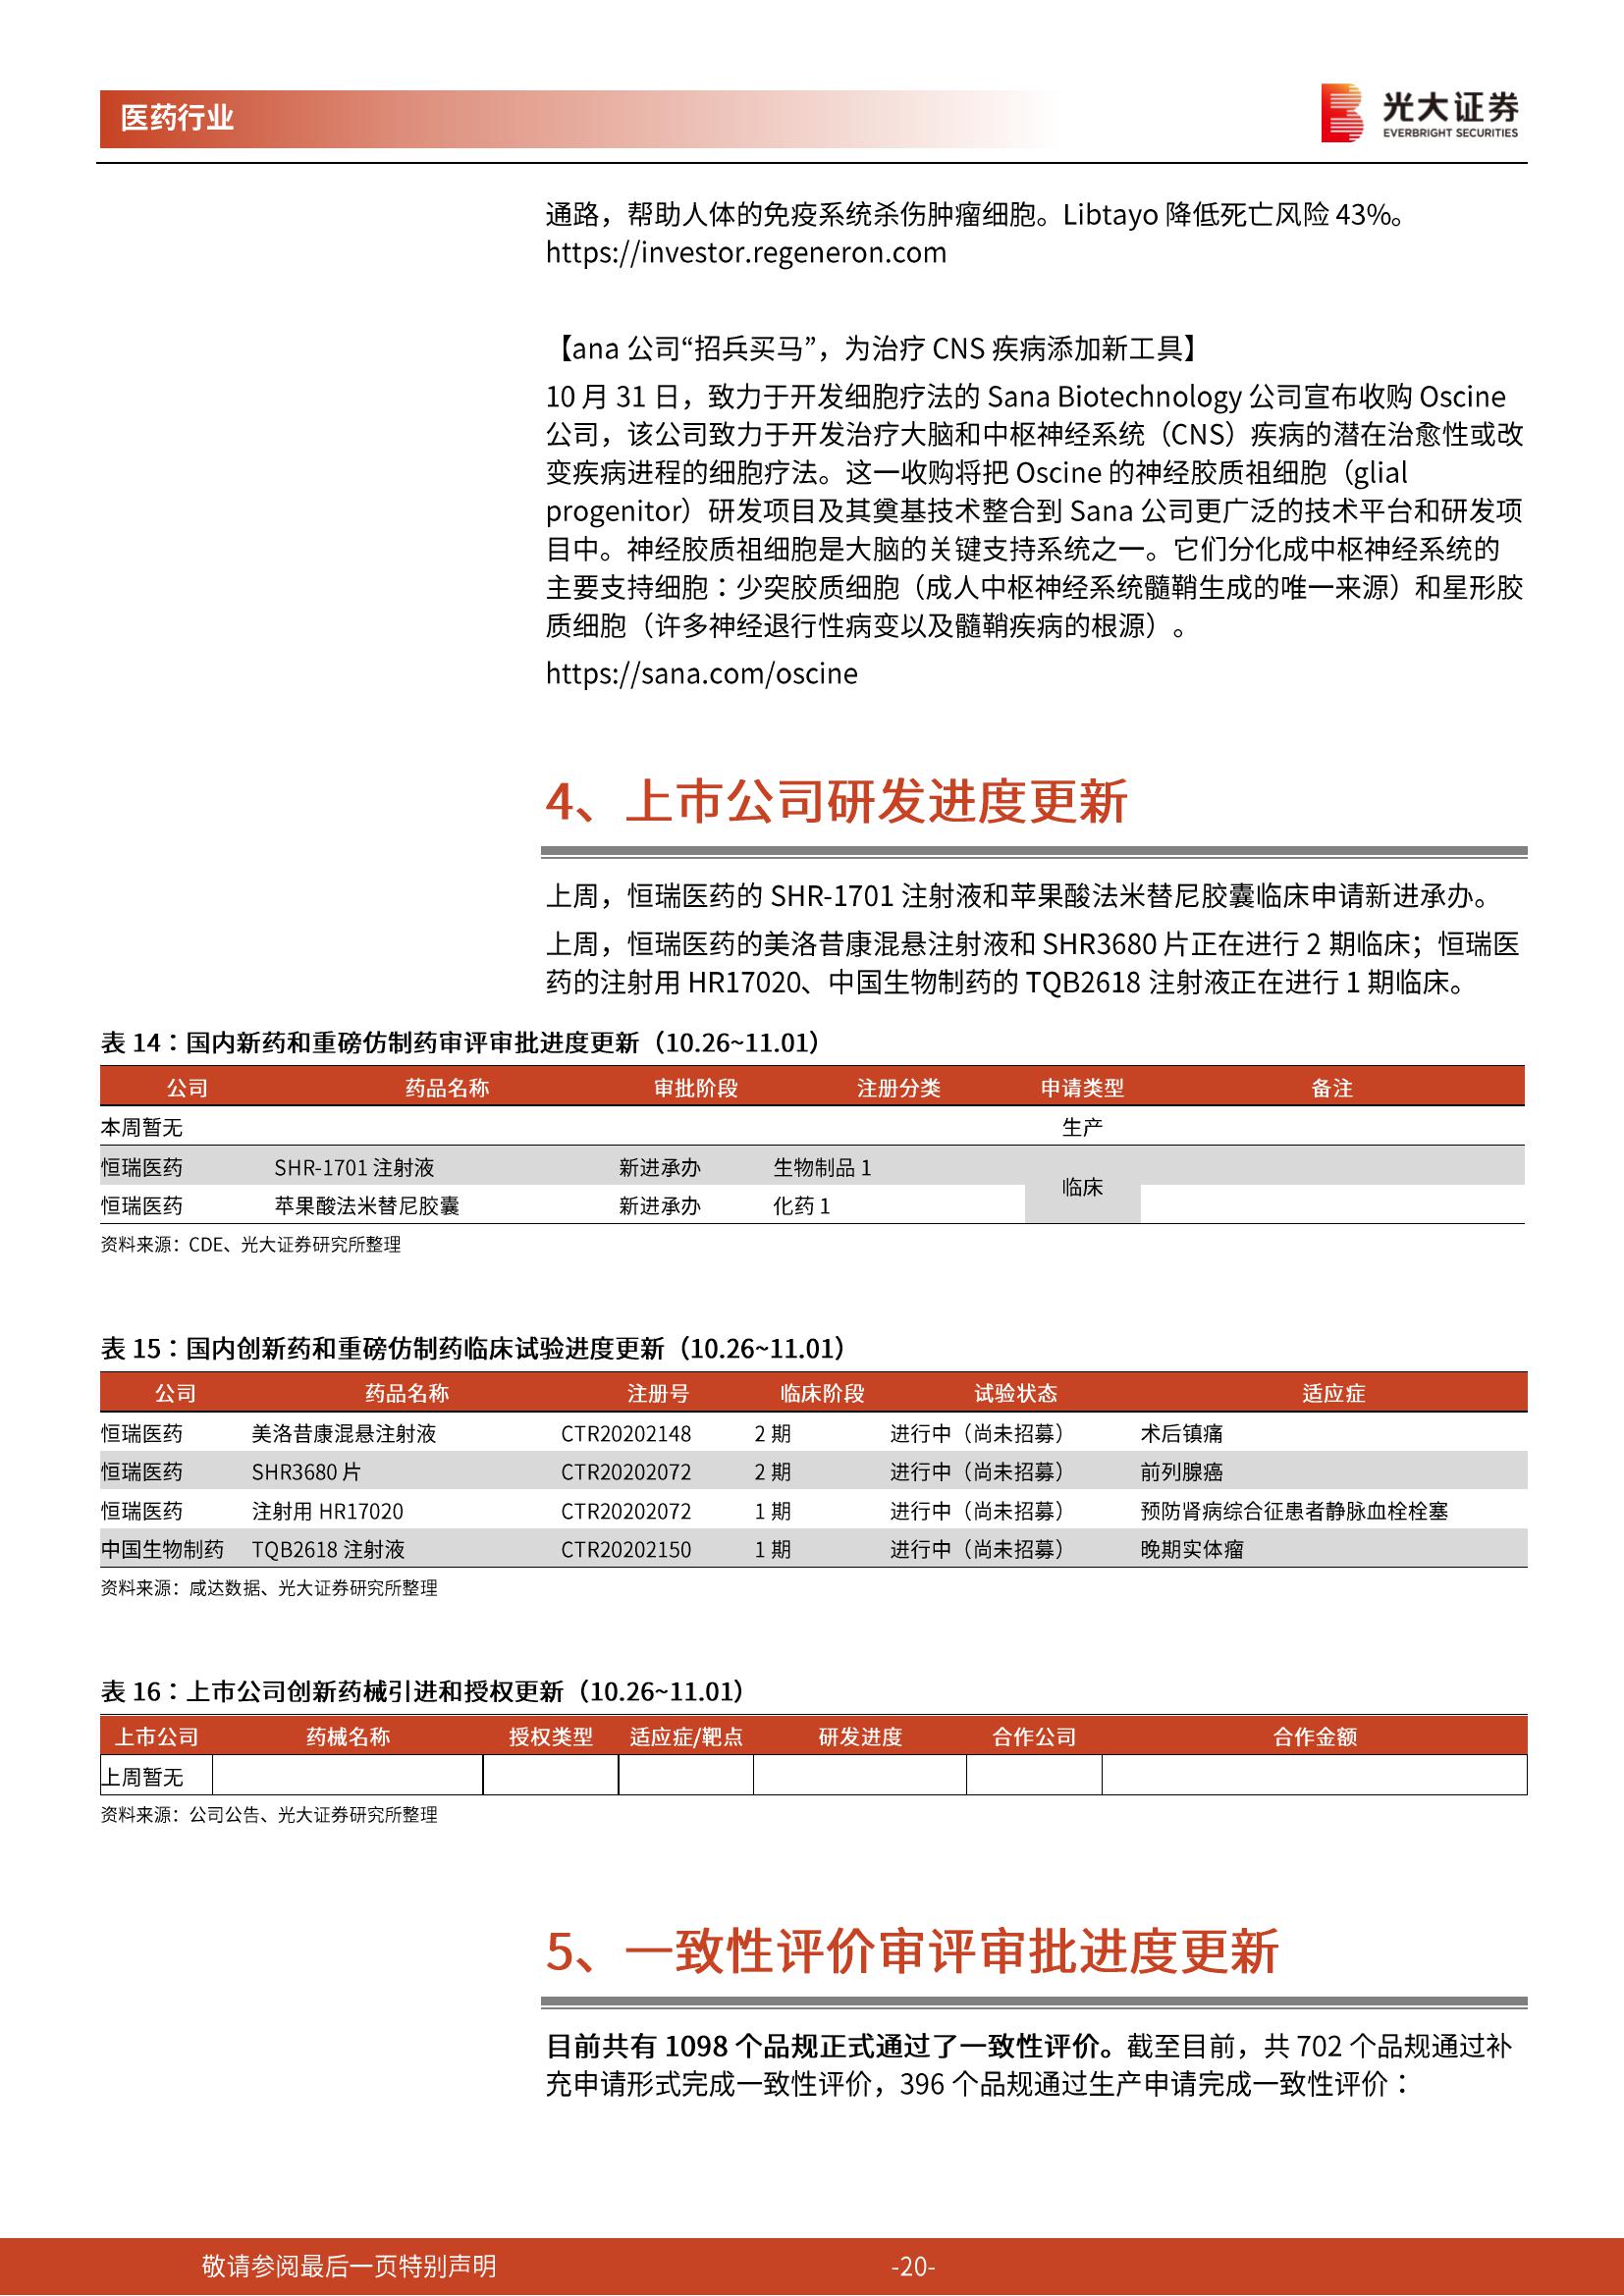 医药行业
光大证券
EVERBRIGHT SECURITIES
通路，帮助人体的免疫系统杀伤肿瘤细胞。Libtayo 降低死亡风险 43%。
https://investor.regeneron.com
【ana 公司“招兵买马”，为治疗 CNS 疾病添加新工具】
10 月 31 日，致力于开发细胞疗法的 Sana Biotechnology 公司宣布收购 Oscine
公司，该公司致力于开发治疗大脑和中枢神经系统（CNS）疾病的潜在治愈性或改
变疾病进程的细胞疗法。这一收购将把 Oscine 的神经胶质祖细胞（glial
progenitor）研发项目及其奠基技术整合到 Sana 公司更广泛的技术平台和研发项
目中。神经胶质祖细胞是大脑的关键支持系统之一。它们分化成中枢神经系统的
主要支持细胞：少突胶质细胞（成人中枢神经系统髓鞘生成的唯一来源）和星形胶
质细胞（许多神经退行性病变以及髓鞘疾病的根源）。
https://sana.com/oscine
4、上市公司研发进度更新
上周，恒瑞医药的 SHR-1701 注射液和苹果酸法米替尼胶囊临床申请新进承办。
上周，恒瑞医药的美洛昔康混悬注射液和 SHR3680 片正在进行 2 期临床；恒瑞医
药的注射用 HR17020、中国生物制药的 TQB2618 注射液正在进行 1 期临床。
表 14：国内新药和重磅仿制药审评审批进度更新（10.26~11.01）
公司 药品名称 审批阶段 注册分类 申请类型 备注
本周暂无 生产
恒瑞医药 SHR-1701 注射液 新进承办 生物制品 1
临床
恒瑞医药 苹果酸法米替尼胶囊 新进承办 化药 1
资料来源：CDE、光大证券研究所整理
表 15：国内创新药和重磅仿制药临床试验进度更新（10.26~11.01）
公司 药品名称 注册号 临床阶段 试验状态 适应症
恒瑞医药 美洛昔康混悬注射液 CTR20202148 2 期 进行中（尚未招募） 术后镇痛
恒瑞医药 SHR3680 片 CTR20202072 2 期 进行中（尚未招募） 前列腺癌
恒瑞医药 注射用 HR17020 CTR20202072 1 期 进行中（尚未招募） 预防肾病综合征患者静脉血栓栓塞
中国生物制药 TQB2618 注射液 CTR20202150 1 期 进行中（尚未招募） 晚期实体瘤
资料来源：咸达数据、光大证券研究所整理
表 16：上市公司创新药械引进和授权更新（10.26~11.01）
上市公司 药械名称 授权类型 适应症/靶点 研发进度 合作公司 合作金额
上周暂无
资料来源：公司公告、光大证券研究所整理
5、一致性评价审评审批进度更新
目前共有 1098 个品规正式通过了一致性评价。截至目前，共 702 个品规通过补
充申请形式完成一致性评价，396 个品规通过生产申请完成一致性评价：
敬请参阅最后一页特别声明 -20-